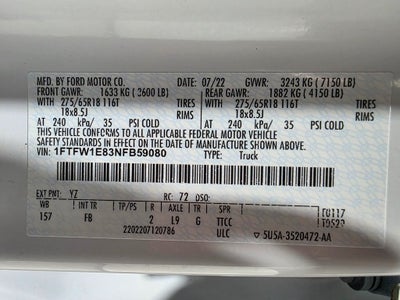 MFD. BY FORD MOTOR CO. 07/22 GVWR: 3243 KG ( 7150 LB)
FRONT GAWR: 1633 KG ( 3600 LB) REAR GAWR: 1882 KG ( 4150 LB)
WITH 275/65R18 116T TIRES WITH 275/65R18 116T TIRES
18x8.5J RIMS 18x8.5J RIMS
AT 240 kPa/ 35 PSI COLD AT 240 kPa/ 35 PSI COLD
THIS VEHICLE CONFORMS TO ALL APPLICABLE FEDERAL MOTOR VEHICLE
SAFETY STANDARDS IN EFFECT ON THE DATE OF MANUFACTURE SHOWN ABOVE.
VIN: 1FTFW1E83NFB59080 TYPE: Truck
EXT PNT: YZ RC: 72 DSO:
WB INT TR TP/PS R AXLE TR SPR T0117
157 FB 2 L9 G TTCC T0523
2202207120786 ULC 5U5A-3520472-AA